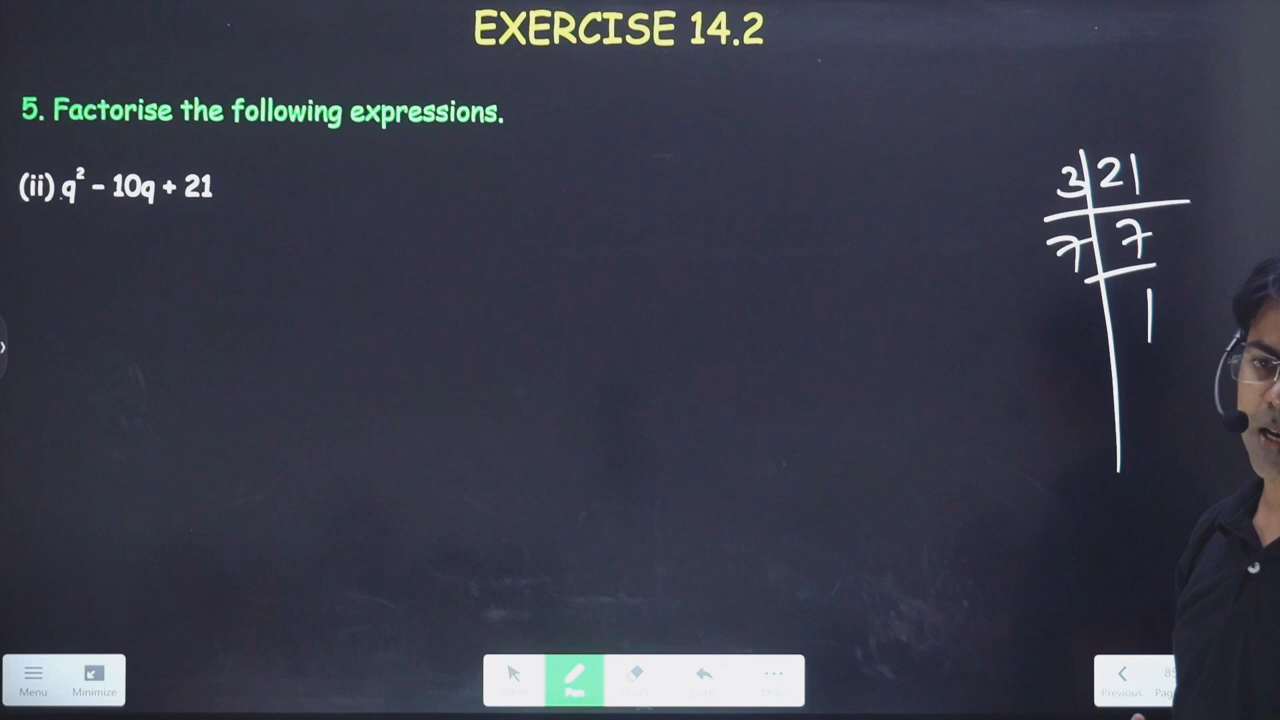 EXERCISE 14.2
5. Factorise the following expressions.
(ii) q² - 10q + 21
3 | 21
7 | 7
1
Menu
Minimize
Pen
Previous